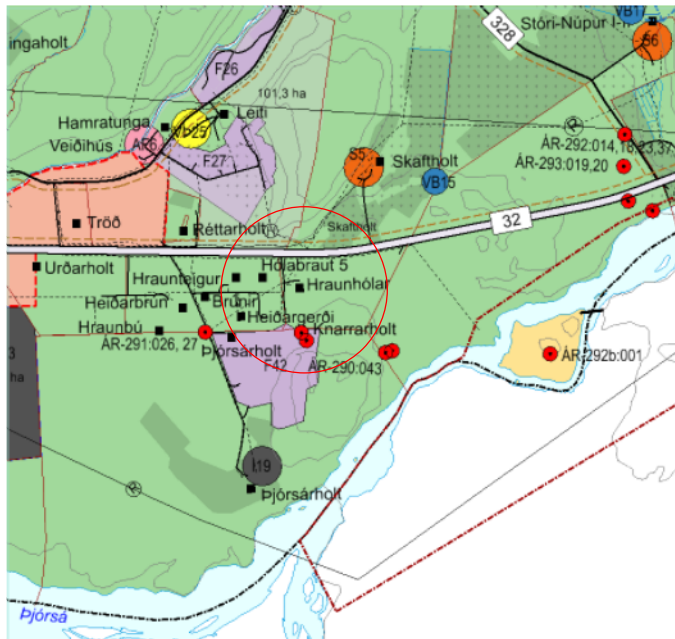 VB17
Stóri-Núpur I-II
328
S6
ingaholt
F26
101,3 ha
Leiti
Hamratunga
VÞ25
Veiðihús
AF6
F27
ÁR-292:014, 18,23,37
ÁR-293:019,20
S5
Skaftholt
VB15
Tröð
Réttarholt
Skaftholt
32
Urðarholt
Hólabraut 5
Hraunteigur
Hraunhólar
Heiðarbrún
Brúnir
Heiðargerði
Hraunbú
Knarrarholt
ÁR-291:026, 27
Þjórsárholt
F42
ÁR-290:043
ÁR-292b:001
3
ha
I19
Þjórsárholt
Þjórsá